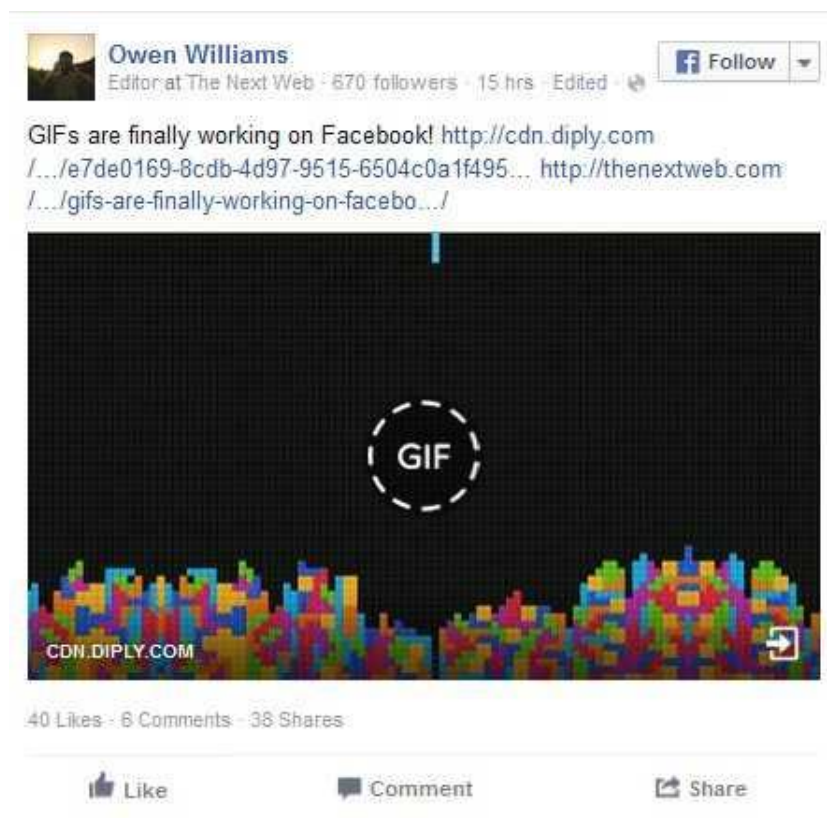 Owen Williams
Follow
Editor at The Next Web · 670 followers · 15 hrs · Edited ·
GIFs are finally working on Facebook! http://cdn.diply.com
/.../e7de0169-8cdb-4d97-9515-6504c0a1f495... http://thenextweb.com
/.../gifs-are-finally-working-on-facebo.../
GIF
CDN.DIPLY.COM
40 Likes · 6 Comments · 38 Shares
Like Comment Share